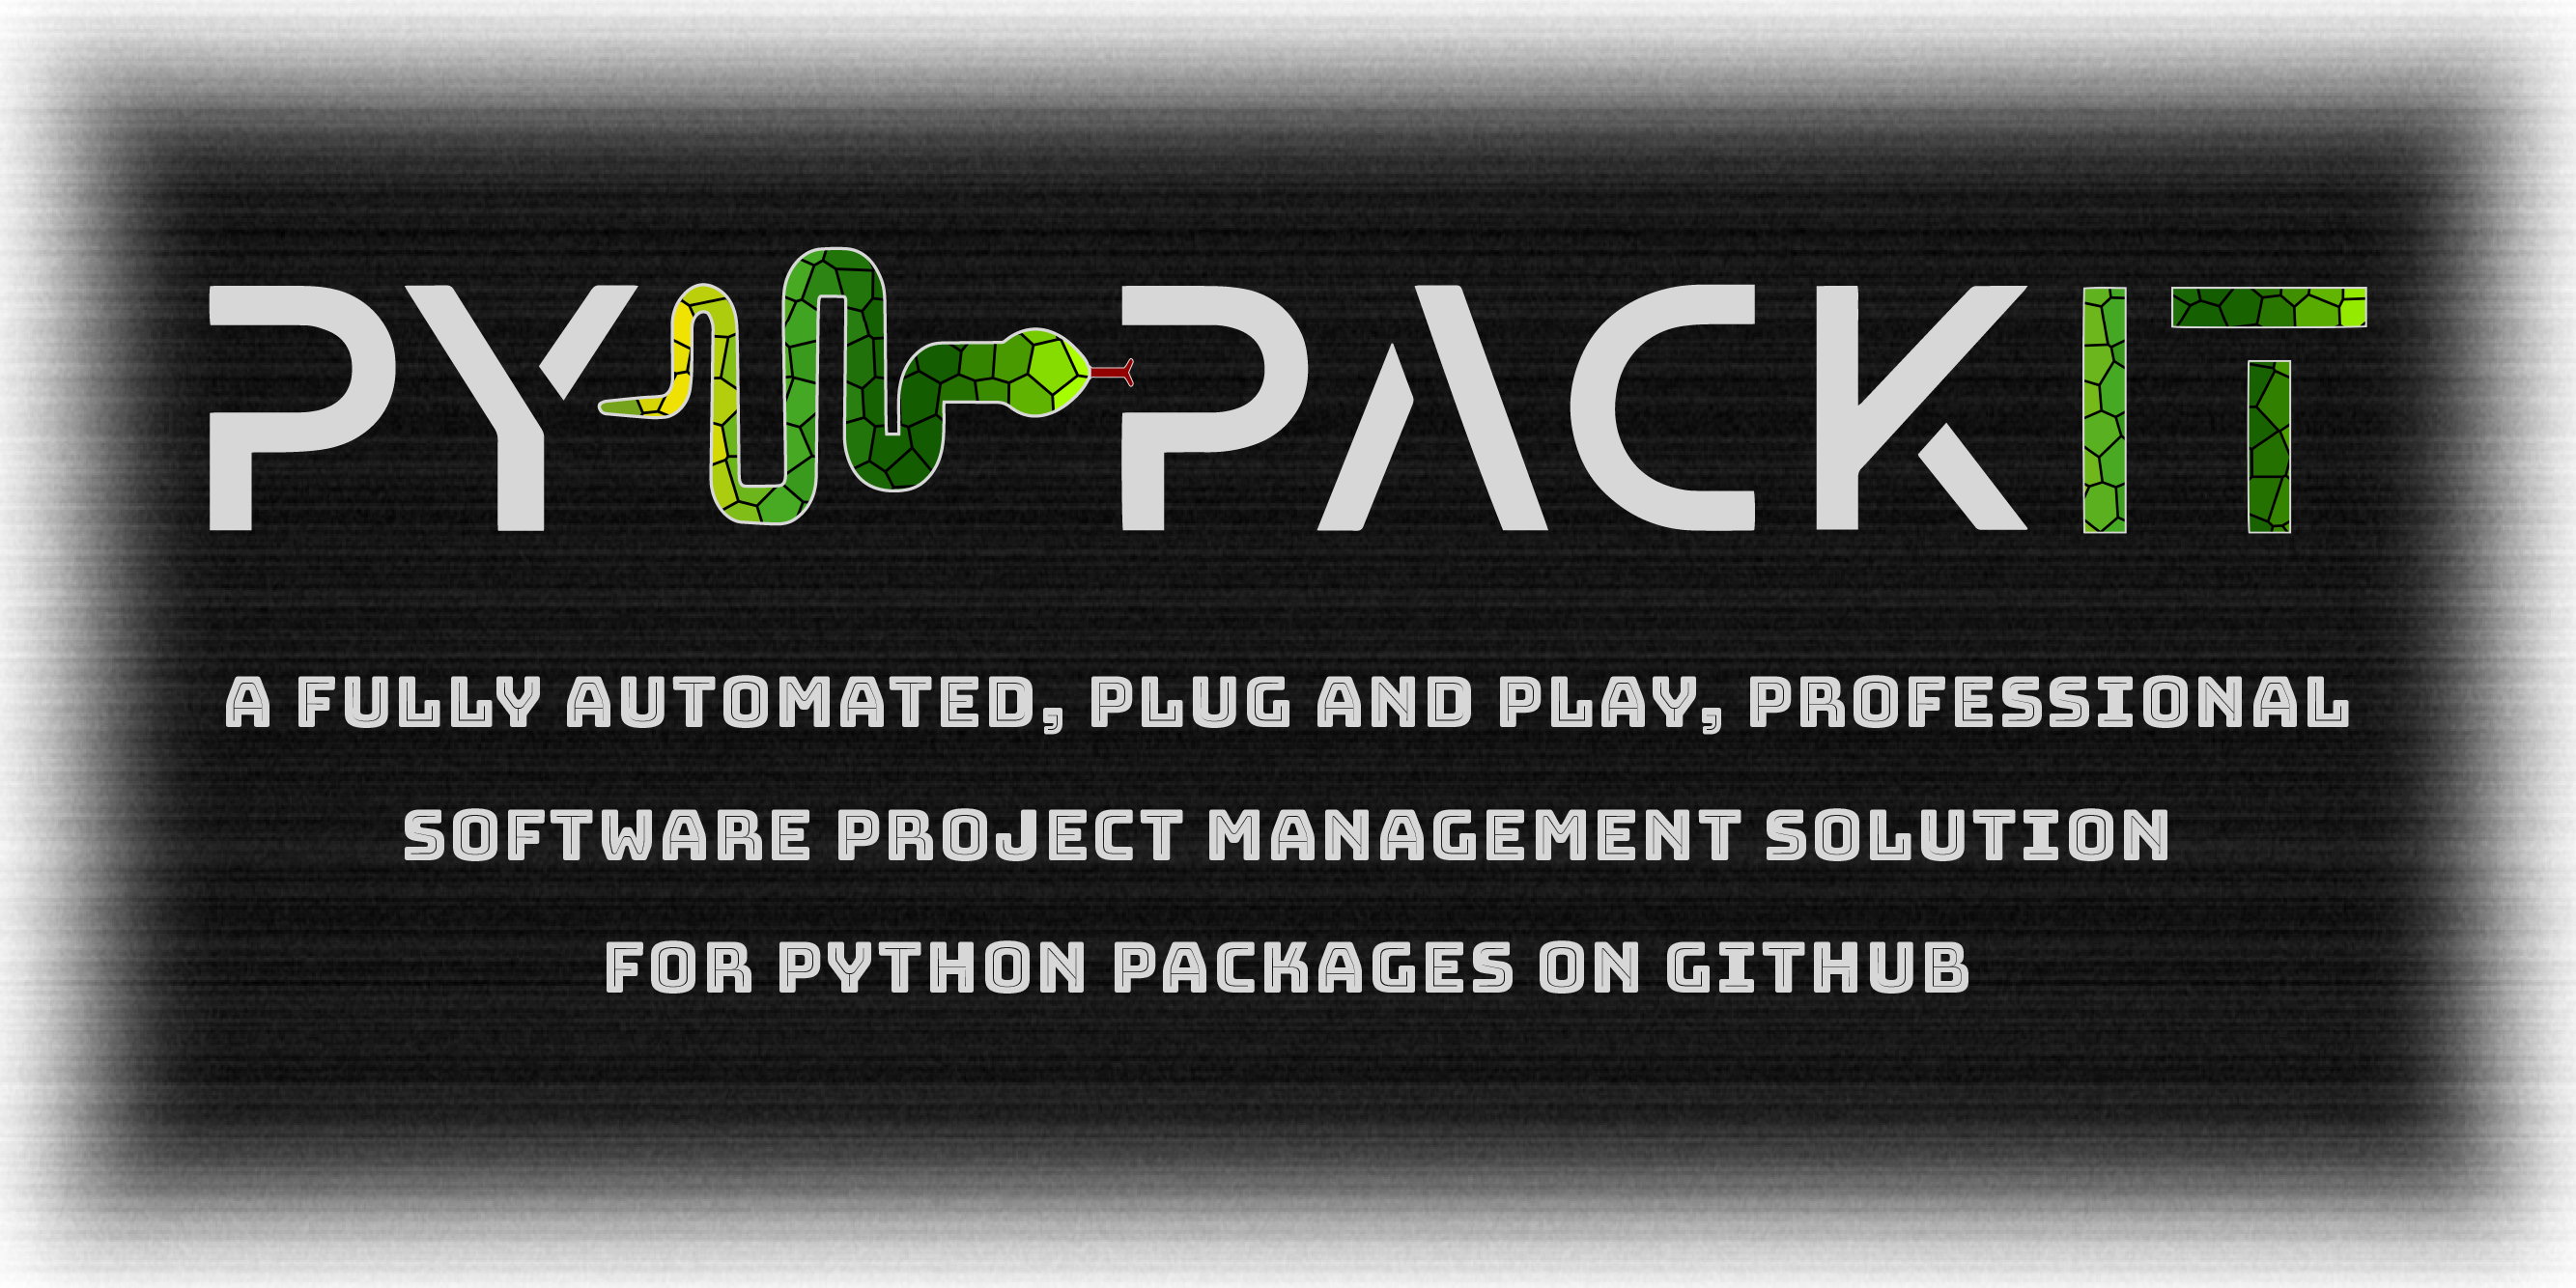 PY PACKIT
A FULLY AUTOMATED, PLUG AND PLAY, PROFESSIONAL
SOFTWARE PROJECT MANAGEMENT SOLUTION
FOR PYTHON PACKAGES ON GITHUB